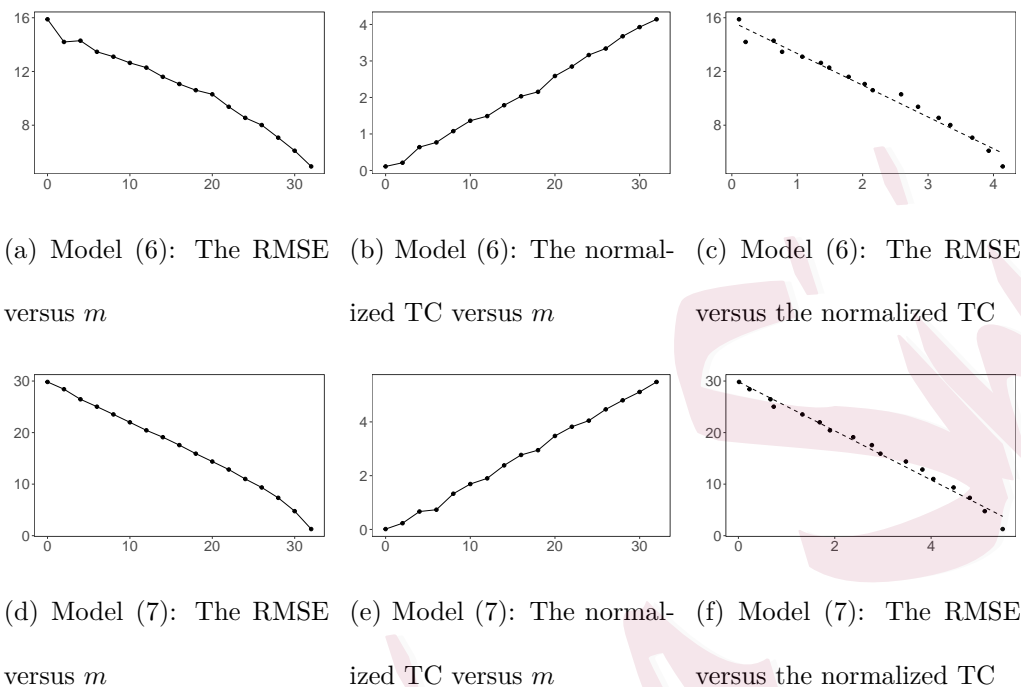 16
12
8
0 10 20 30
4
3
2
1
0
0 10 20 30
16
12
8
0 1 2 3 4
(a) Model (6): The RMSE
versus m
(b) Model (6): The normal-
ized TC versus m
(c) Model (6): The RMSE
versus the normalized TC
30
20
10
0
0 10 20 30
4
2
0
0 10 20 30
30
20
10
0
0 2 4
(d) Model (7): The RMSE
versus m
(e) Model (7): The normal-
ized TC versus m
(f) Model (7): The RMSE
versus the normalized TC